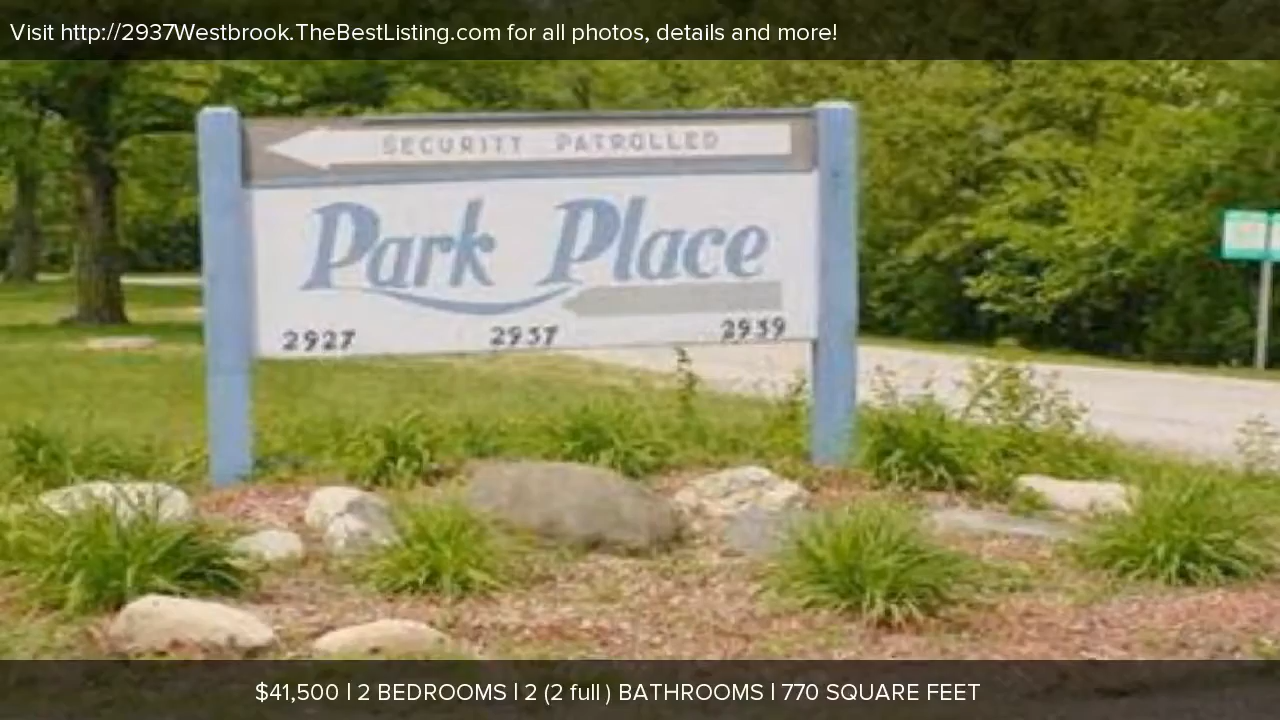 Visit http://2937Westbrook.TheBestListing.com for all photos, details and more!
SECURITY PATROLLED
Park Place
2927 2937 2939
$41,500 | 2 BEDROOMS | 2 (2 full ) BATHROOMS | 770 SQUARE FEET